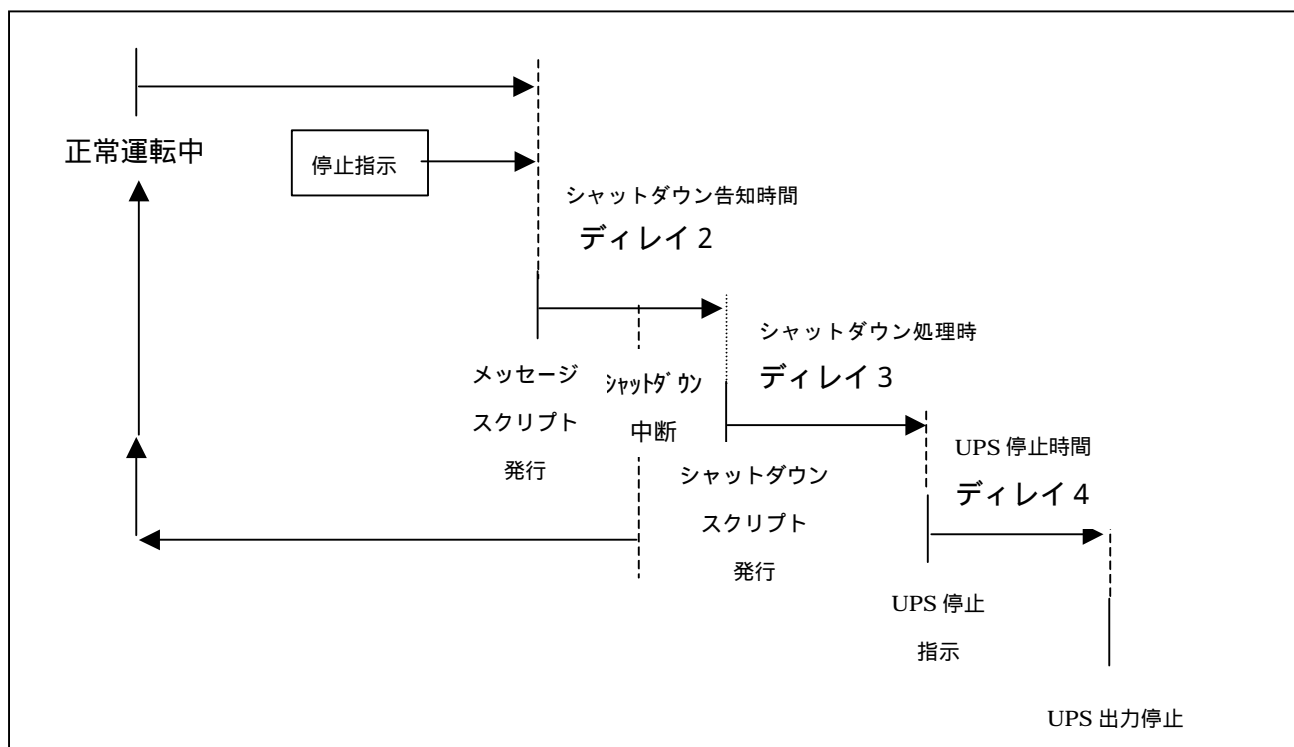 正常運転中
停止指示
シャットダウン告知時間
ディレイ2
シャットダウン処理時
ディレイ3
メッセージ
スクリプト
発行
ｼｬｯﾄﾀﾞｳﾝ
中断
シャットダウン
スクリプト
発行
UPS 停止時間
ディレイ4
UPS 停止
指示
UPS 出力停止